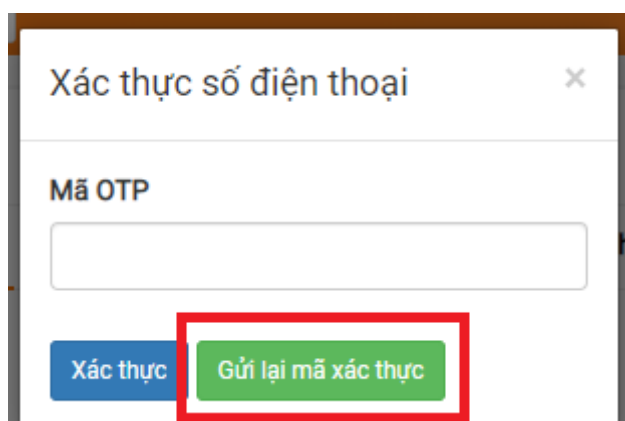 Xác thực số điện thoại ×
Mã OTP
Xác thực Gửi lại mã xác thực